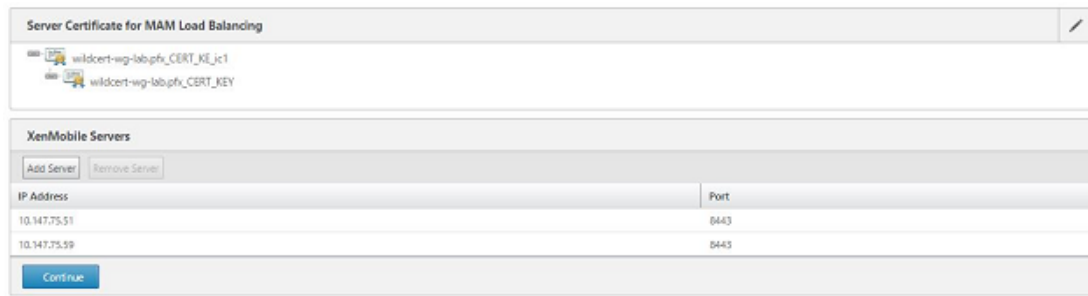 Server Certificate for MAM Load Balancing
wildcert-wg-lab.pfx_CERT_KE_ic1
wildcert-wg-lab.pfx_CERT_KEY
XenMobile Servers
Add Server Remove Server
IP Address Port
10.147.75.51 8443
10.147.75.59 8443
Continue